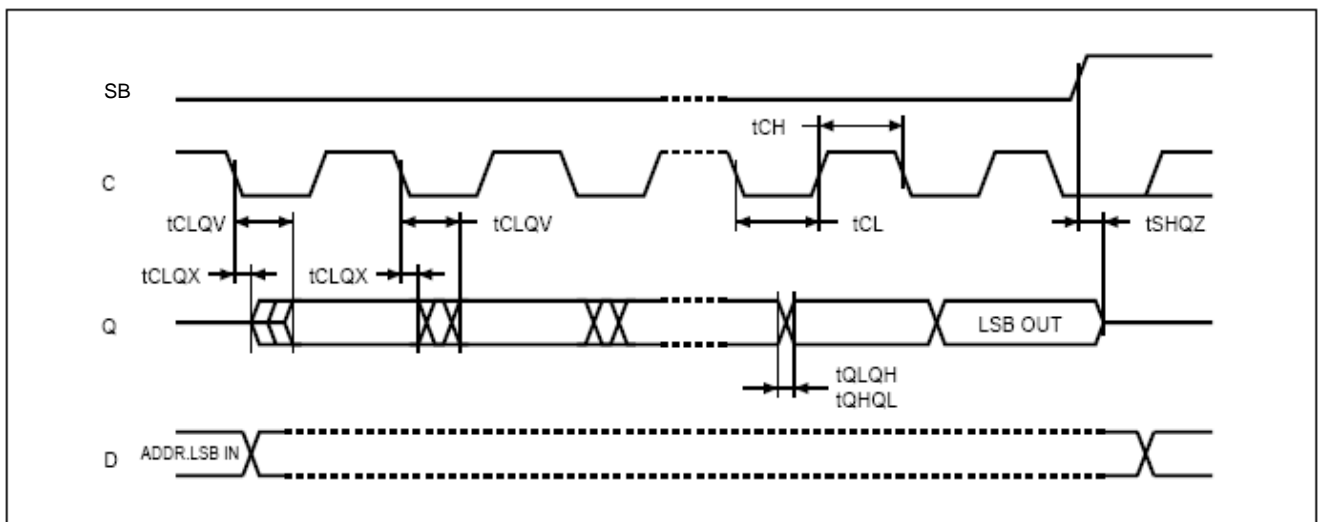 SB
tCH
C
tCLQV
tCLQV
tCL
tSHQZ
tCLQX
tCLQX
Q
LSB OUT
tQLQH
tQHQL
D
ADDR.LSB IN